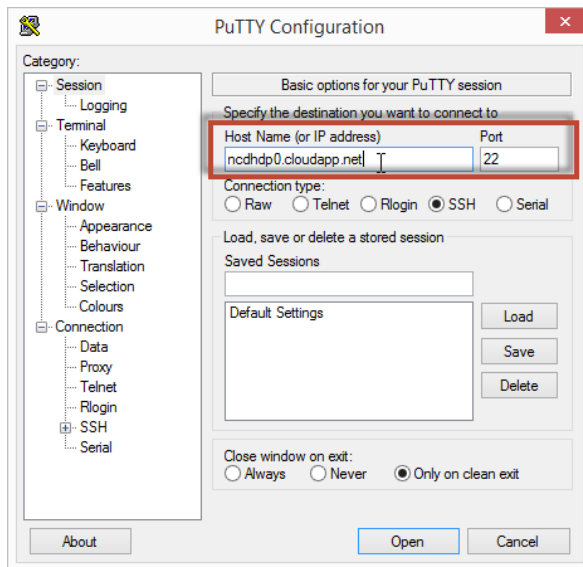 PuTTY Configuration
Category:
Session
Logging
Terminal
Keyboard
Bell
Features
Window
Appearance
Behaviour
Translation
Selection
Colours
Connection
Data
Proxy
Telnet
Rlogin
SSH
Serial
Basic options for your PuTTY session
Specify the destination you want to connect to
Host Name (or IP address) Port
ncdhdp0.cloudapp.net 22
Connection type:
Raw Telnet Rlogin SSH Serial
Load, save or delete a stored session
Saved Sessions
Default Settings
Load
Save
Delete
Close window on exit:
Always Never Only on clean exit
About Open Cancel